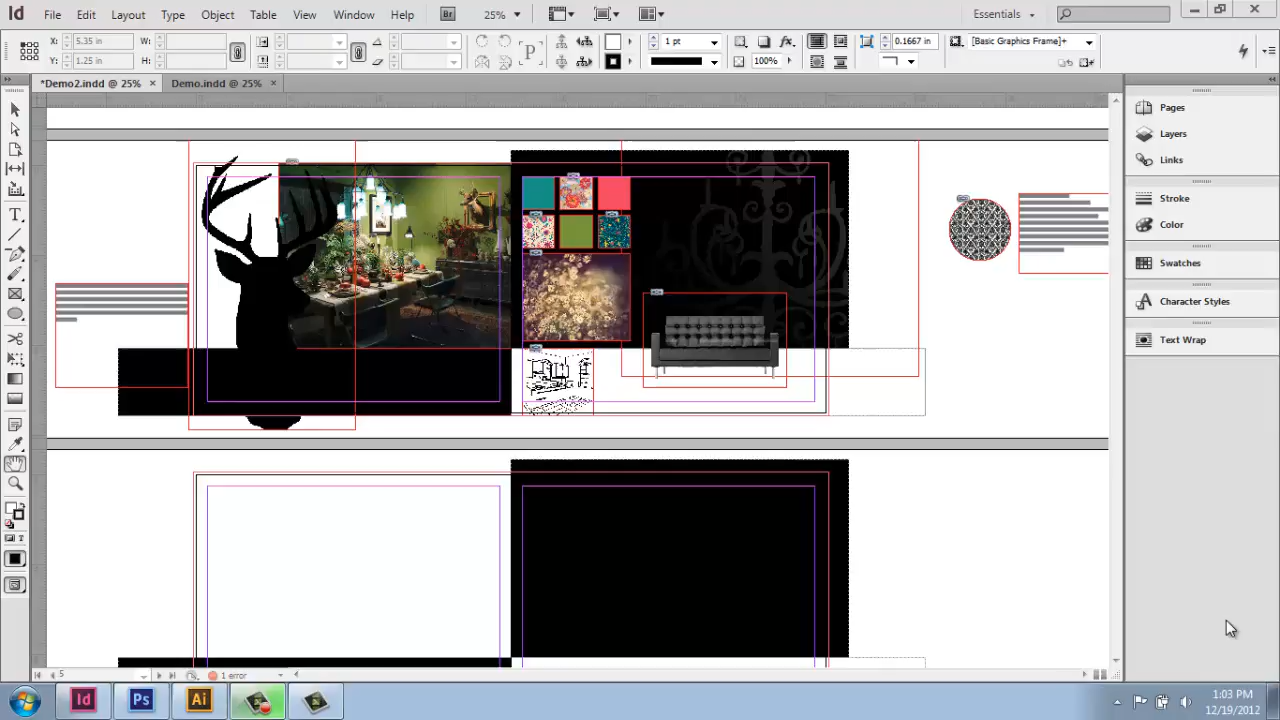 Id File Edit Layout Type Object Table View Window Help Br 25% Essentials
X: 5.35 in W: 1 pt 0.1667 in [Basic Graphics Frame]+
Y: 1.25 in H: P 100% fx
*Demo2.indd @ 25% × Demo.indd @ 25% ×
Pages
Layers
Links
Stroke
Color
Swatches
Character Styles
Text Wrap
5 1 error
Id Ps Ai 1:03 PM
12/19/2012